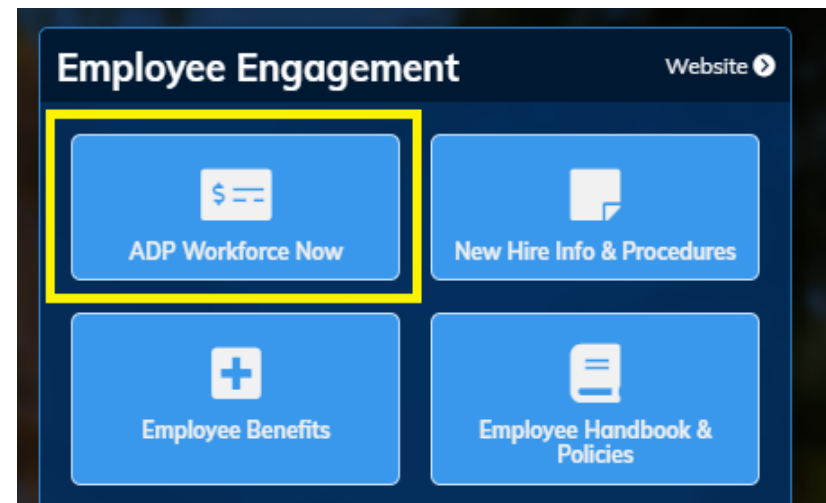 Employee Engagement
Website
ADP Workforce Now
New Hire Info & Procedures
Employee Benefits
Employee Handbook &
Policies